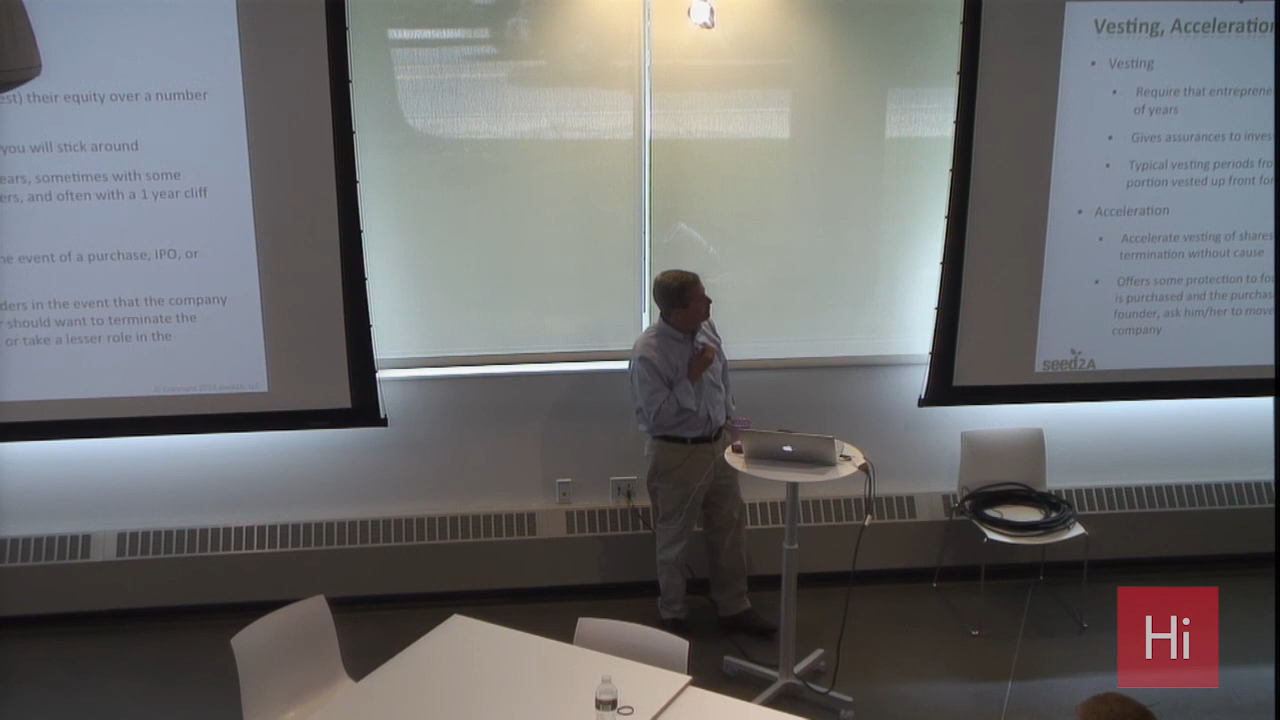 est) their equity over a number
you will stick around
ears, sometimes with some
ers, and often with a 1 year cliff
he event of a purchase, IPO, or
ders in the event that the company
r should want to terminate the
or take a lesser role in the
Vesting, Acceleration
• Vesting
• Require that entreprene
of years
• Gives assurances to inves
• Typical vesting periods fro
portion vested up front for
• Acceleration
• Accelerate vesting of shares
termination without cause
• Offers some protection to fou
is purchased and the purchas
founder, ask him/her to move
company
seed2A
Hi